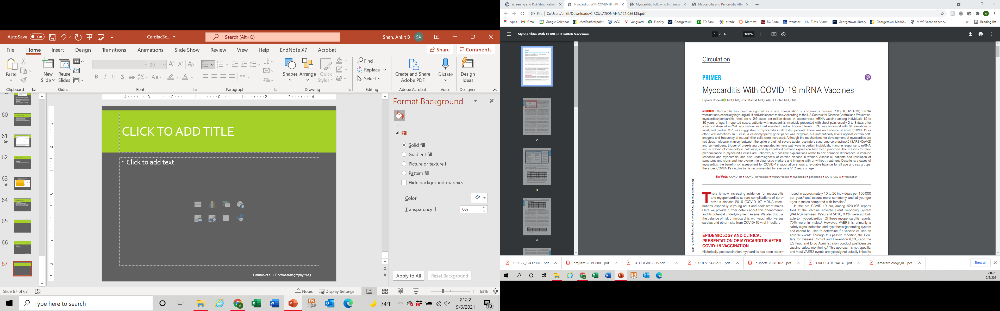 AutoSave Off CardiacSc... Search (Alt+Q) Shah, Ankit B SA
File Home Insert Design Transitions Animations Slide Show Review View Help EndNote X7 Acrobat Share Comments
Paste
New Slide
Reuse Slides
20
Shapes Arrange Quick Styles
Find
Replace
Select
Create and Share Adobe PDF
Dictate
Design Ideas
Clipboard Slides Font Paragraph Drawing Editing Adobe Acrobat Voice Designer
59
60
61
62
63
64
65
66
67
CLICK TO ADD TITLE
• Click to add text
Harmon et al. J Electrocardiography 2015
Format Background
Fill
Solid fill
Gradient fill
Picture or texture fill
Pattern fill
Hide background graphics
Color
Transparency 0%
Apply to All Reset Background
Slide 67 of 67 Notes Display Settings 63%
Type here to search 74°F 21:22
9/6/2021
10
Screening and Risk Stratification Myocarditis With COVID-19 mRN Myocarditis Following Immuniza Myocarditis and Pericarditis Afte
File C:/Users/ankit/Downloads/CIRCULATIONAHA.121.056135.pdf
Apps Gmail Google Calendar MedStarStarpoint ACC Vanguard Fidelity Georgetown TD Bank etrade Marriott BC Alum weather Tufts Alumni Georgetown Library Georgetown-MedSt... MMG Vacation sche... » Reading list
Myocarditis With COVID-19 mRNA Vaccines 1 / 14 100%
1
2
3
4
Circulation
PRIMER
Myocarditis With COVID-19 mRNA Vaccines
Biykem Bozkurt, MD, PhD; Ishan Kamat, MD; Peter J. Hotez, MD, PhD
ABSTRACT: Myocarditis has been recognized as a rare complication of coronavirus disease 2019 (COVID-19) mRNA
vaccinations, especially in young adult and adolescent males. According to the US Centers for Disease Control and Prevention,
myocarditis/pericarditis rates are ≈12.6 cases per million doses of second-dose mRNA vaccine among individuals 12 to
39 years of age. In reported cases, patients with myocarditis invariably presented with chest pain, usually 2 to 3 days after
a second dose of mRNA vaccination, and had elevated cardiac troponin levels. ECG was abnormal with ST elevations in
most, and cardiac MRI was suggestive of myocarditis in all tested patients. There was no evidence of acute COVID-19 or
other viral infections. In 1 case, a cardiomyopathy gene panel was negative, but autoantibody levels against certain self-
antigens and frequency of natural killer cells were increased. Although the mechanisms for development of myocarditis are
not clear, molecular mimicry between the spike protein of severe acute respiratory syndrome coronavirus-2 (SARS-CoV-2)
and self-antigens, trigger of preexisting dysregulated immune pathways in certain individuals, immune response to mRNA,
and activation of immunologic pathways, and dysregulated cytokine expression have been proposed. The reasons for male
predominance in myocarditis cases are unknown, but possible explanations relate to sex hormone differences in immune
response and myocarditis, and also underdiagnosis of cardiac disease in women. Almost all patients had resolution of
symptoms and signs and improvement in diagnostic markers and imaging with or without treatment. Despite rare cases of
myocarditis, the benefit-risk assessment for COVID-19 vaccination shows a favorable balance for all age and sex groups;
therefore, COVID-19 vaccination is recommended for everyone ≥12 years of age.
Key Words: COVID-19 ■ COVID-19 vaccines ■ mRNA vaccine ■ myocarditis ■ pericarditis ■ SARS-CoV-2 ■ vaccination
There is now increasing evidence for myocarditis
and myopericarditis as rare complications of coro-
navirus disease 2019 (COVID-19) mRNA vacci-
nations, especially in young adult and adolescent males.
Here we provide further details about this phenomenon
and its potential underlying mechanisms. We also discuss
the balance of risk of myocarditis with vaccination versus
cardiac and other risks from COVID-19 viral infection.
EPIDEMIOLOGY AND CLINICAL
PRESENTATION OF MYOCARDITIS AFTER
COVID-19 VACCINATION
Historically, postvaccination myocarditis has been report-
nosed in approximately 10 to 20 individuals per 100 000
per year,2 and occurs more commonly and at younger
ages in males compared with females.3
In the pre–COVID-19 era, among 620 195 reports
filed at the Vaccine Adverse Event Reporting System
(VAERS) between 1990 and 2018, 0.1% were attribut-
able to myopericarditis.1 Of those myopericarditis reports,
79% were in males.1 However, VAERS is primarily a
safety signal detection and hypothesis-generating system
and cannot be used to determine if a vaccine caused an
adverse event.4 Through this passive reporting, the Cen-
ters for Disease Control and Prevention (CDC) and the
US Food and Drug Administration conduct postlicensure
vaccine safety monitoring.4 This approach is not specific,
and most VAERS events are typically not actually linked to
Downloaded from http://ahajournals.org by on September 5, 2021
10.1177_19417381....pdf bmjsem-2019-000....pdf JAH3-8-e012235.pdf 1-s2.0-S15475271....pdf bjsports-2020-102....pdf CIRCULATIONAHA....pdf jamacardiology_m....pdf Show all
21:22
9/6/2021